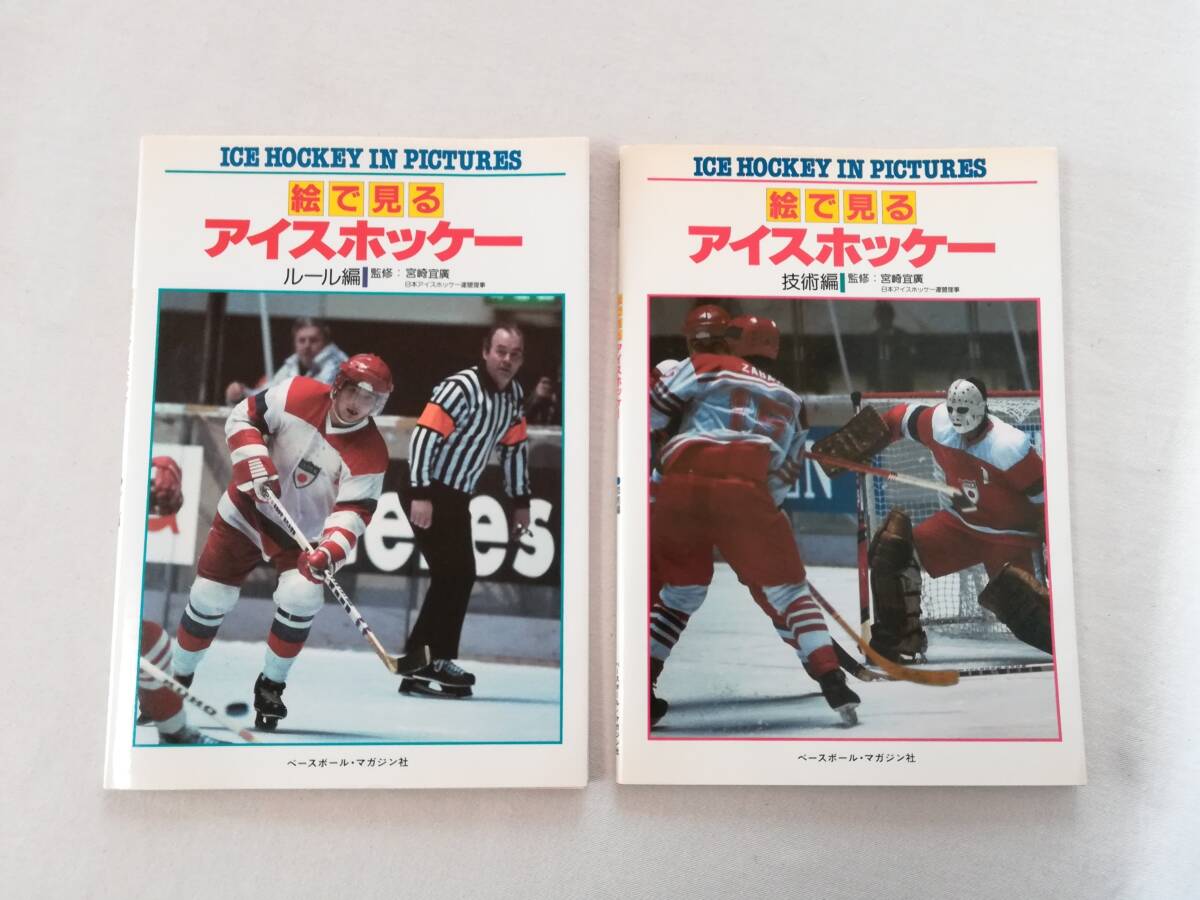 ICE HOCKEY IN PICTURES
絵で見る
アイスホッケー
ルール編
監修:宮崎宜廣
日本アイスホッケー連盟理事
ベースボール・マガジン社
ICE HOCKEY IN PICTURES
絵で見る
アイスホッケー
技術編
監修:宮崎宜廣
日本アイスホッケー連盟理事
ZABA
15
EN
ベースボール・マガジン社